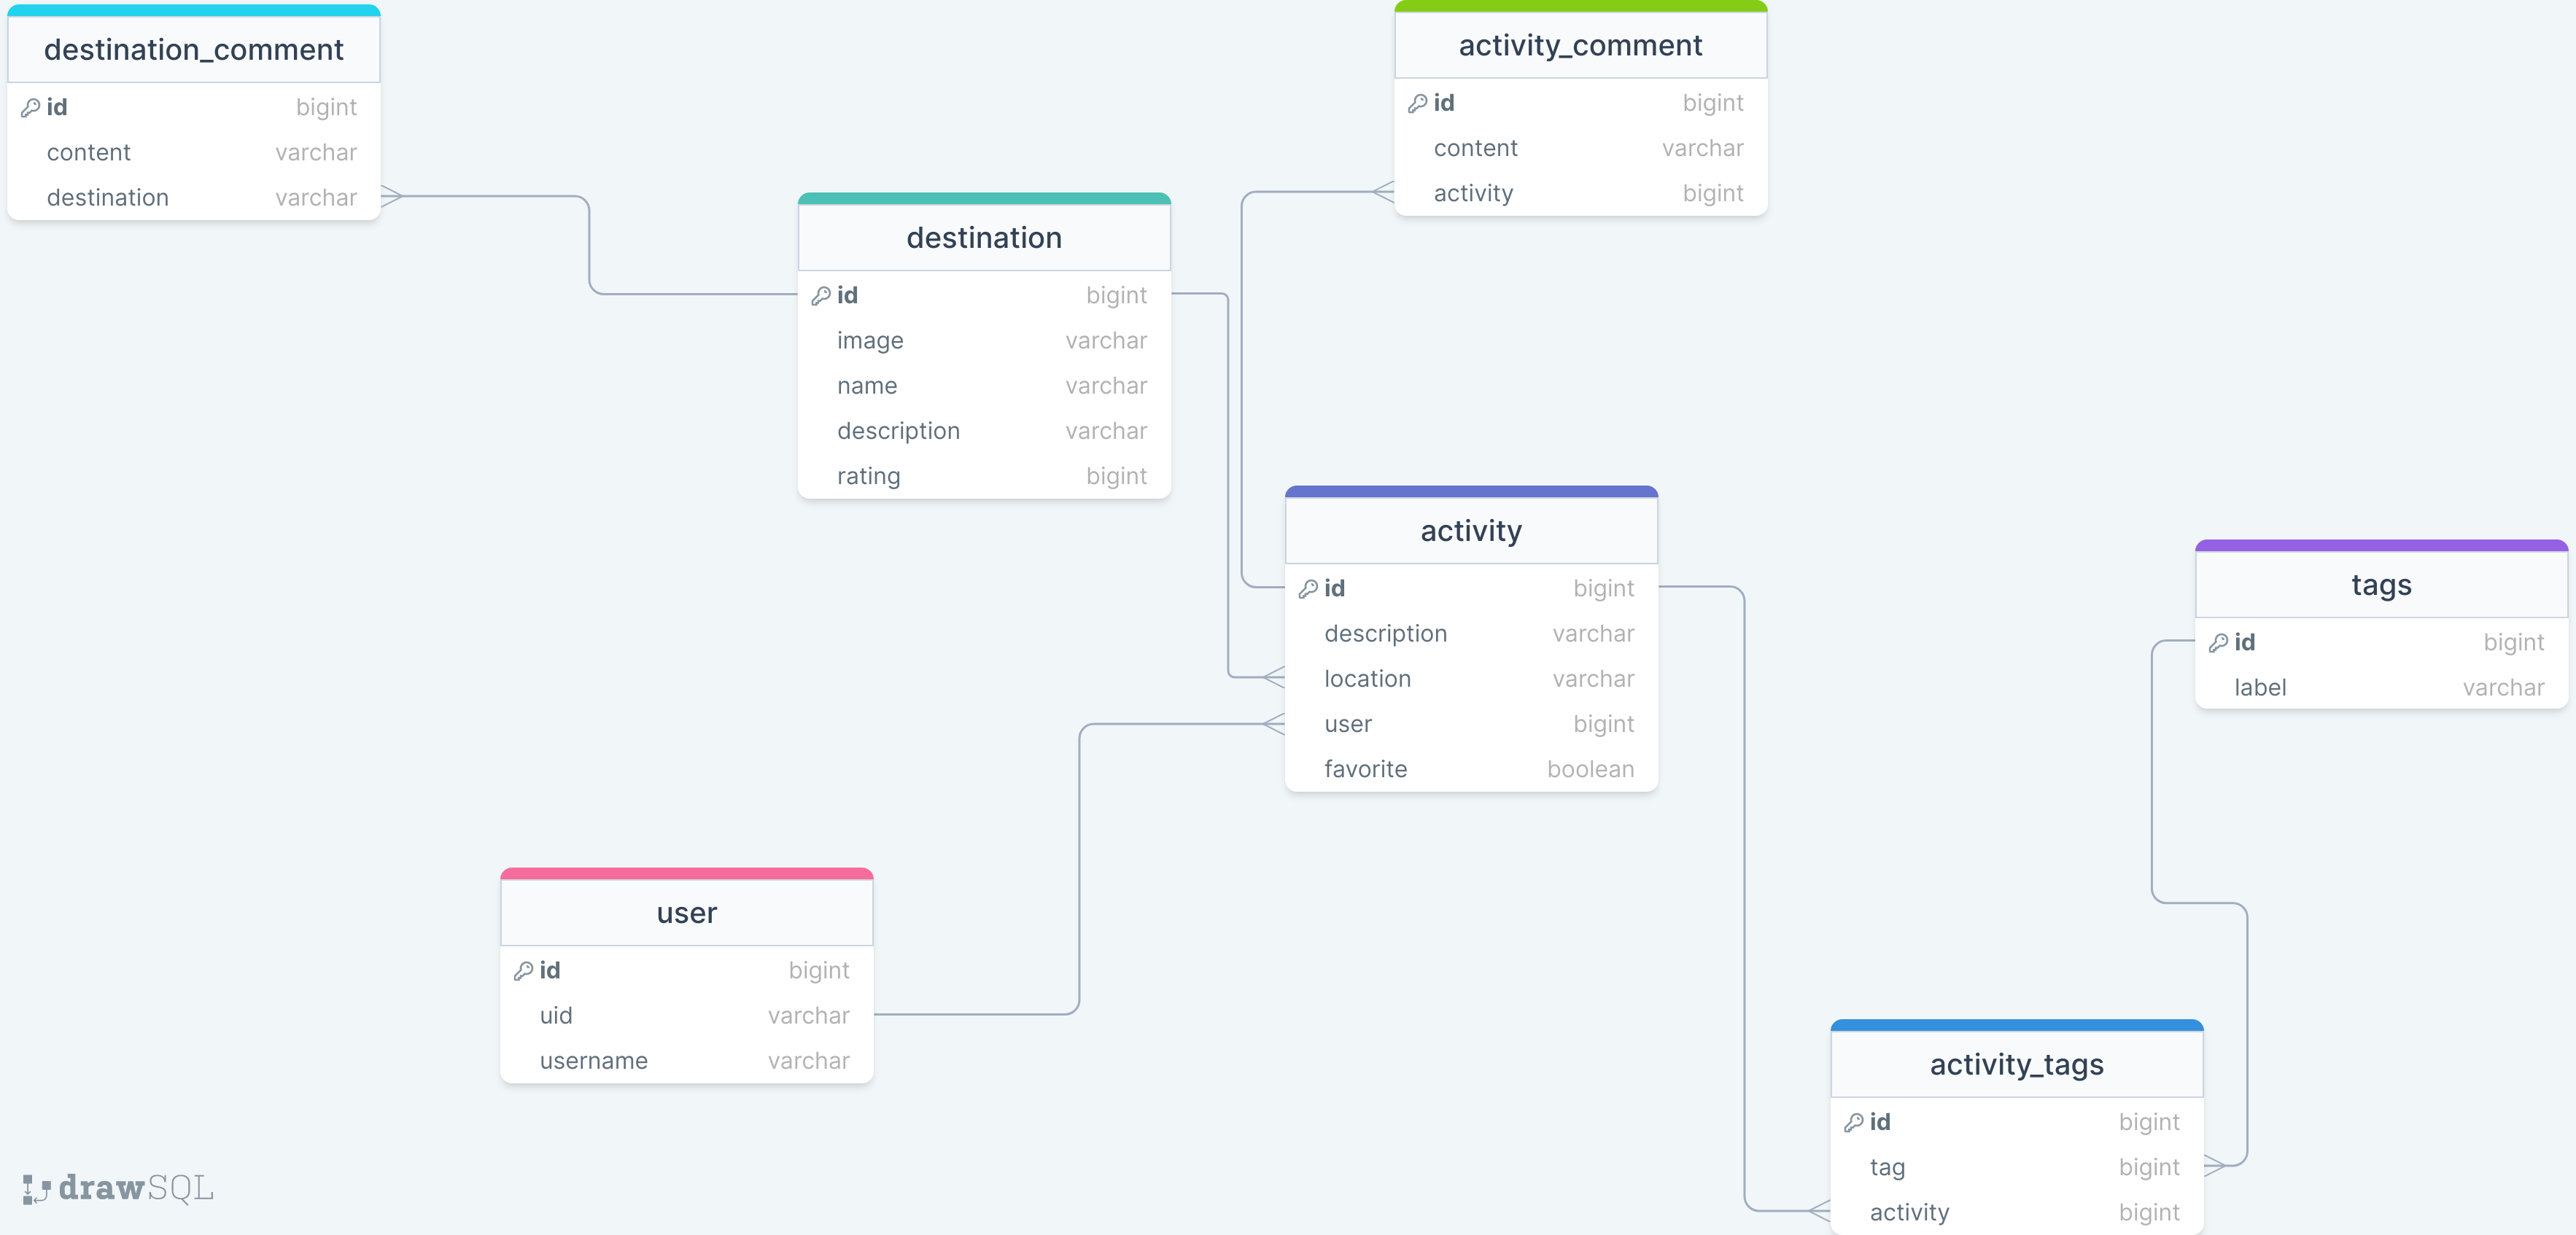 destination_comment
id bigint
content varchar
destination varchar
activity_comment
id bigint
content varchar
activity bigint
destination
id bigint
image varchar
name varchar
description varchar
rating bigint
activity
id bigint
description varchar
location varchar
user bigint
favorite boolean
tags
id bigint
label varchar
user
id bigint
uid varchar
username varchar
activity_tags
id bigint
tag bigint
activity bigint
drawSQL